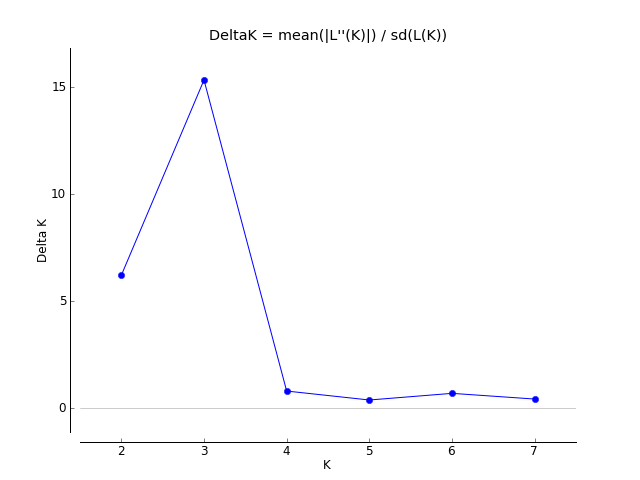 DeltaK = mean(|L''(K)|) / sd(L(K))
15
10
5
0
Delta K
2 3 4 5 6 7
K